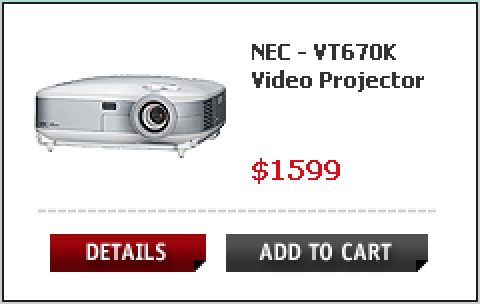 NEC - VT670K
Video Projector
$1599
DETAILS
ADD TO CART